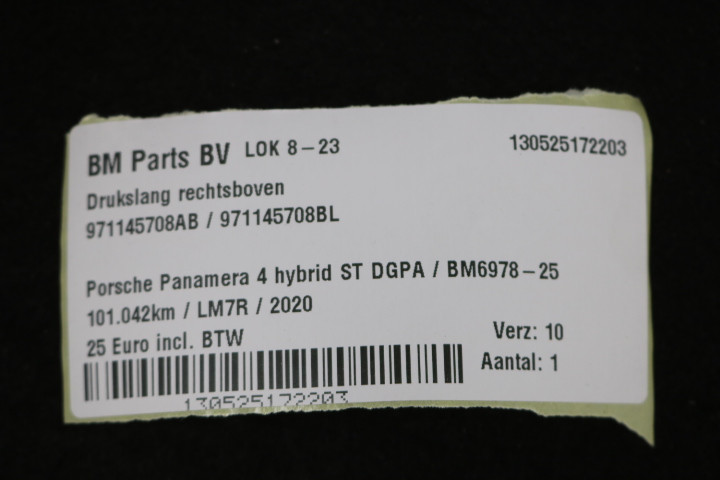 BM Parts BV LOK 8-23 130525172203
Drukslang rechtsboven
971145708AB / 971145708BL
Porsche Panamera 4 hybrid ST DGPA / BM6978-25
101.042km / LM7R / 2020
25 Euro incl. BTW
Verz: 10
Aantal: 1
130525172203